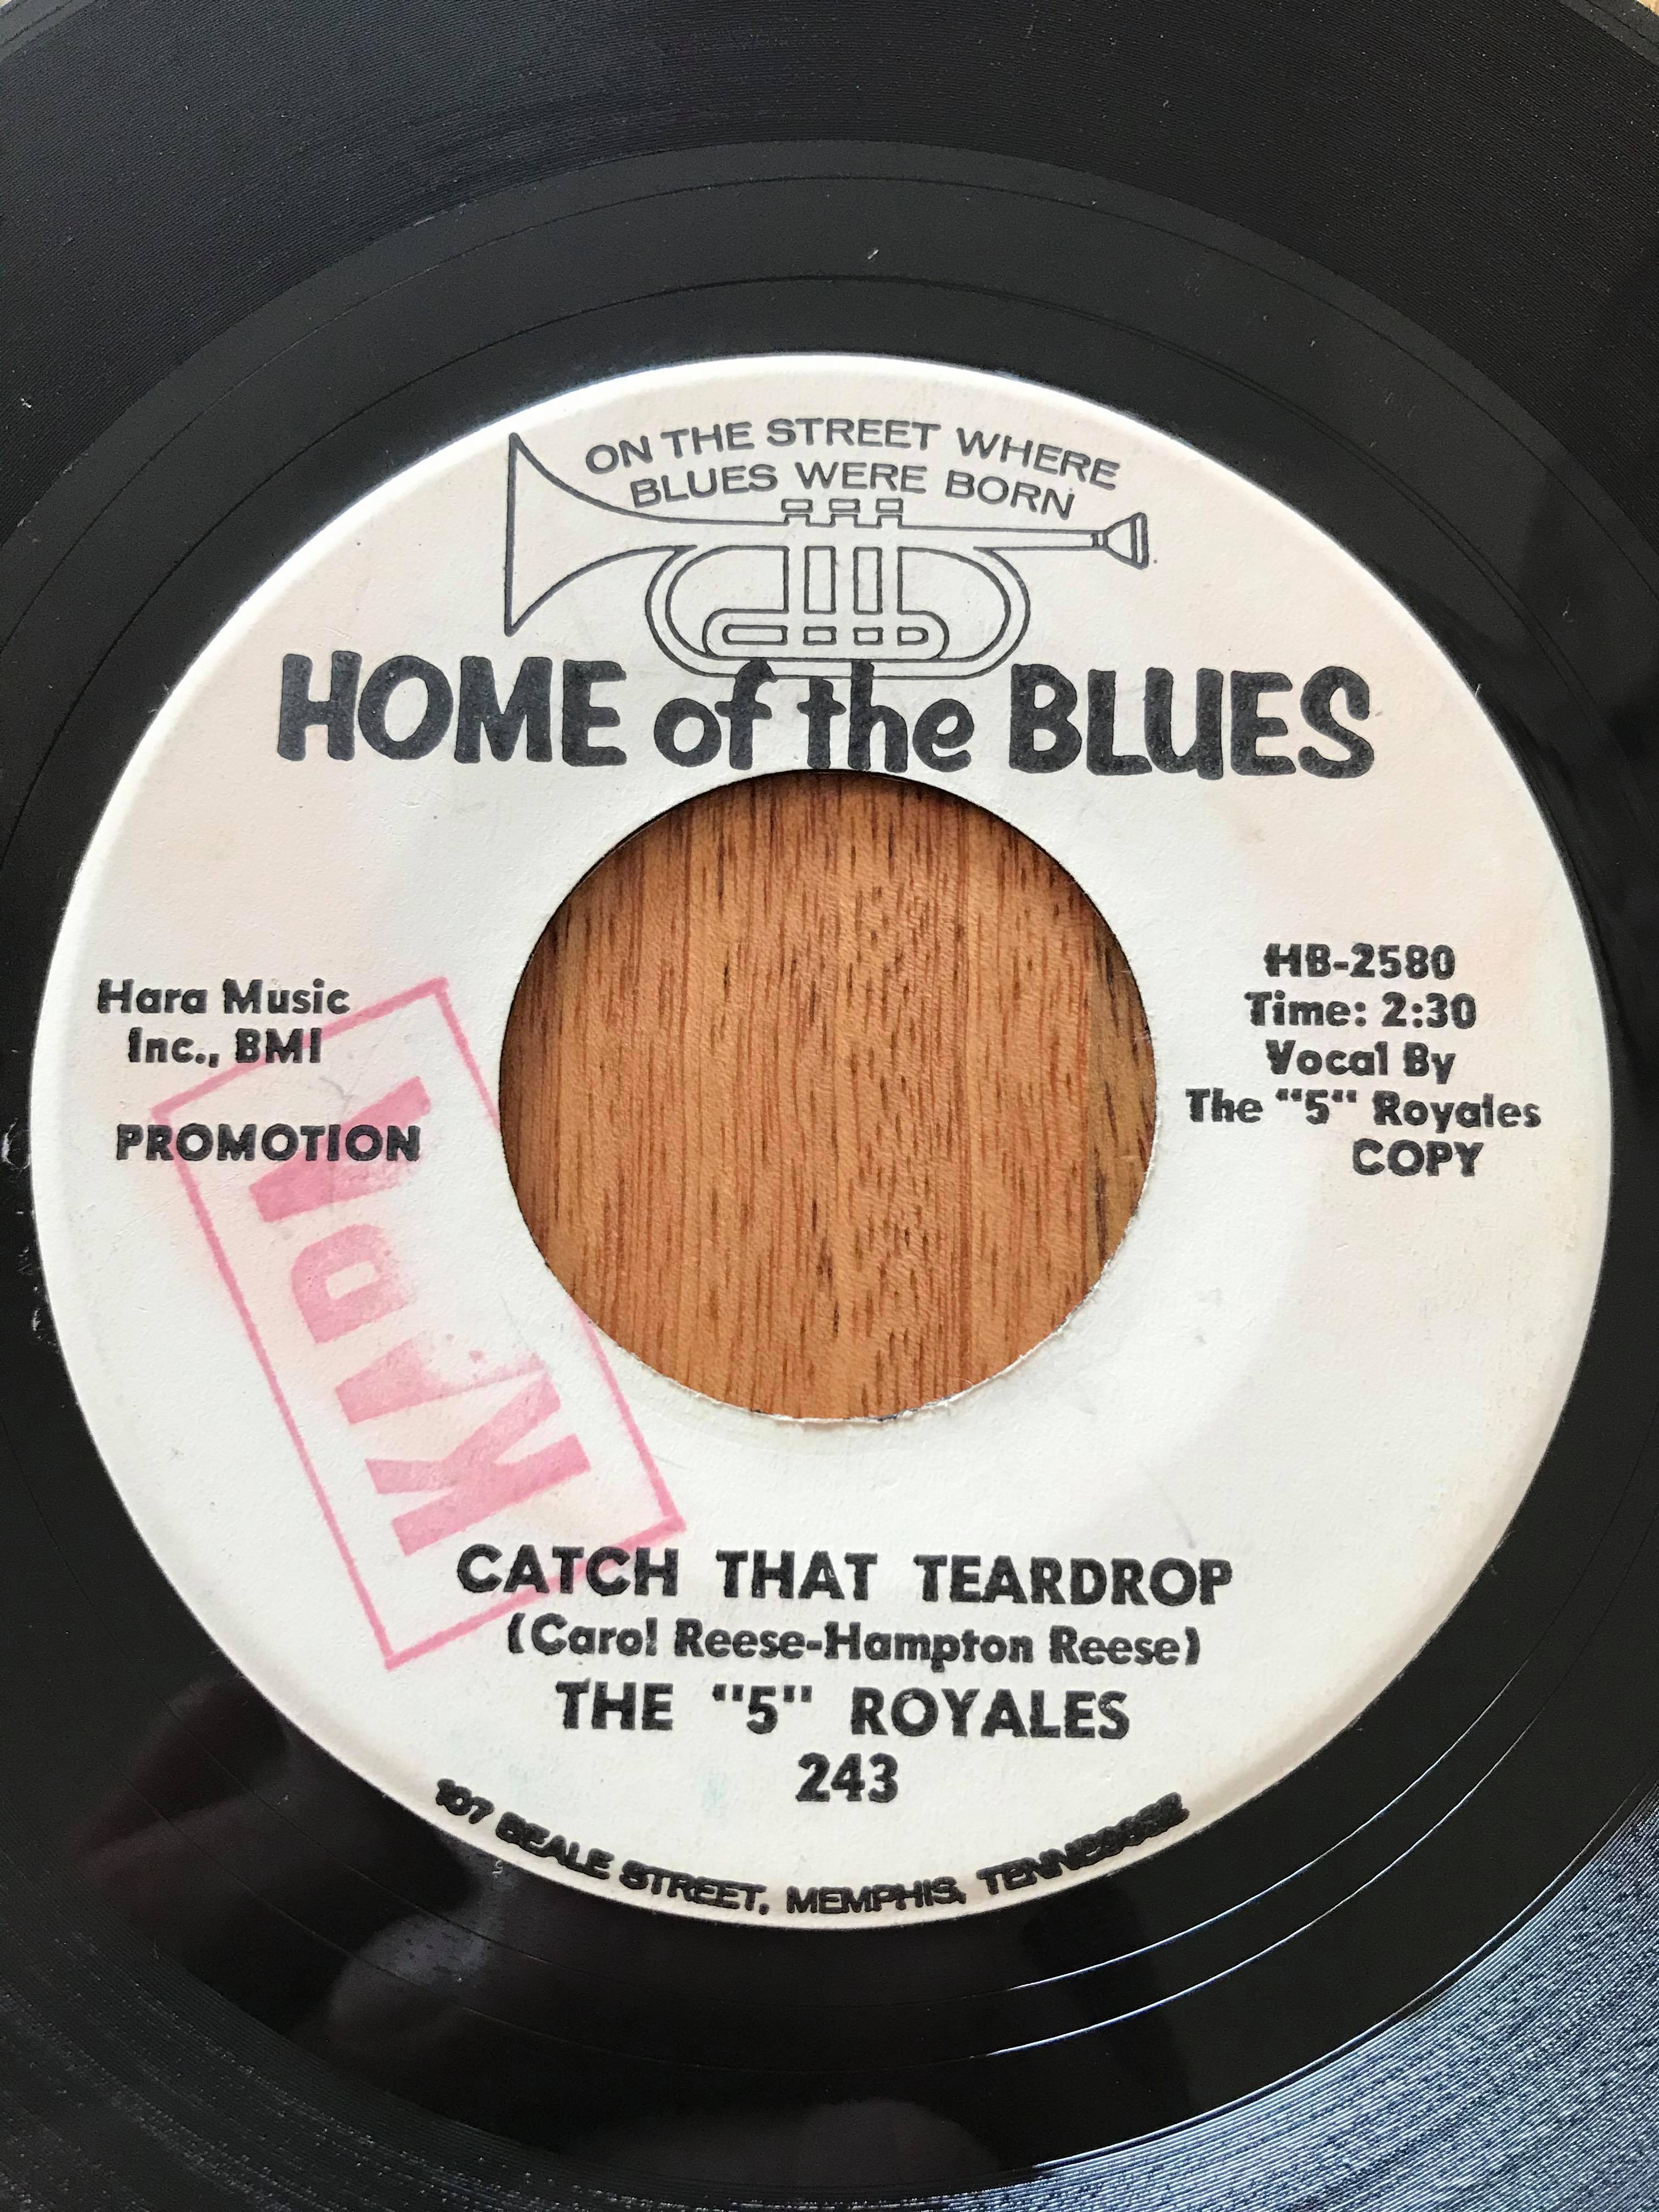 ON THE STREET WHERE
BLUES WERE BORN
HOME of the BLUES
Hara Music
Inc., BMI
PROMOTION
HB-2580
Time: 2:30
Vocal By
The "5" Royales
COPY
KDIA
CATCH THAT TEARDROP
(Carol Reese-Hampton Reese)
THE "5" ROYALES
243
107 BEALE STREET, MEMPHIS, TENNESSEE